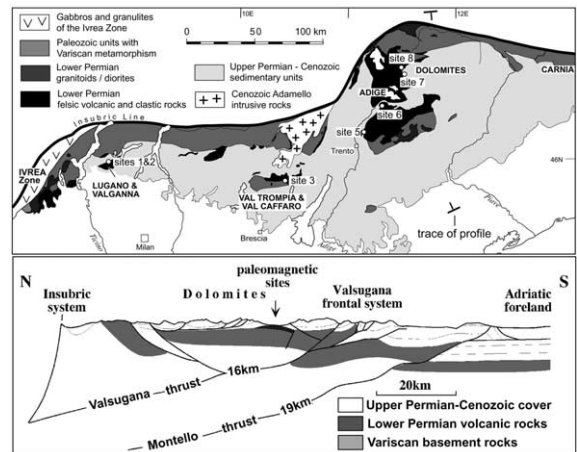 Gabbros and granulites
of the Ivrea Zone
Paleozoic units with
Variscan metamorphism
Lower Permian
granitoids / diorites
Lower Permian
felsic volcanic and clastic rocks
10E
0 50 100 km
Upper Permian - Cenozoic
sedimentary units
Cenozoic Adamello
intrusive rocks
12E
site 8
DOLOMITES
site 7
ADIGE
site 6
CARNIA
insubric Line
site 5
Trento
46N
IVREA
Zone
sites 1&2
LUGANO &
VALGANNA
site 3
VAL TROMPIA &
VAL CAFFARO
Milan
Brescia
trace of profile
N
S
paleomagnetic
sites
Insubric
system
Dolomites
Valsugana
frontal system
Adriatic
foreland
Valsugana thrust 16km
Montello thrust 19km
20km
Upper Permian-Cenozoic cover
Lower Permian volcanic rocks
Variscan basement rocks